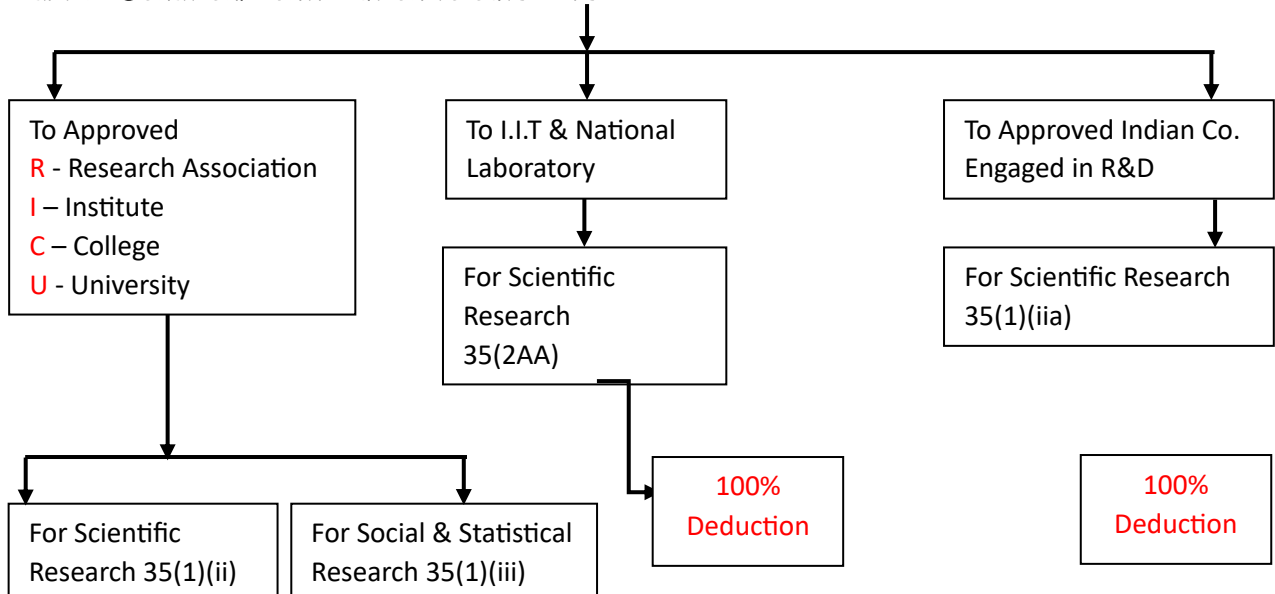 To Approved
R - Research Association
I – Institute
C – College
U - University
To I.I.T & National
Laboratory
To Approved Indian Co.
Engaged in R&D
For Scientific
Research
35(2AA)
For Scientific Research
35(1)(iia)
For Scientific
Research 35(1)(ii)
For Social & Statistical
Research 35(1)(iii)
100%
Deduction
100%
Deduction